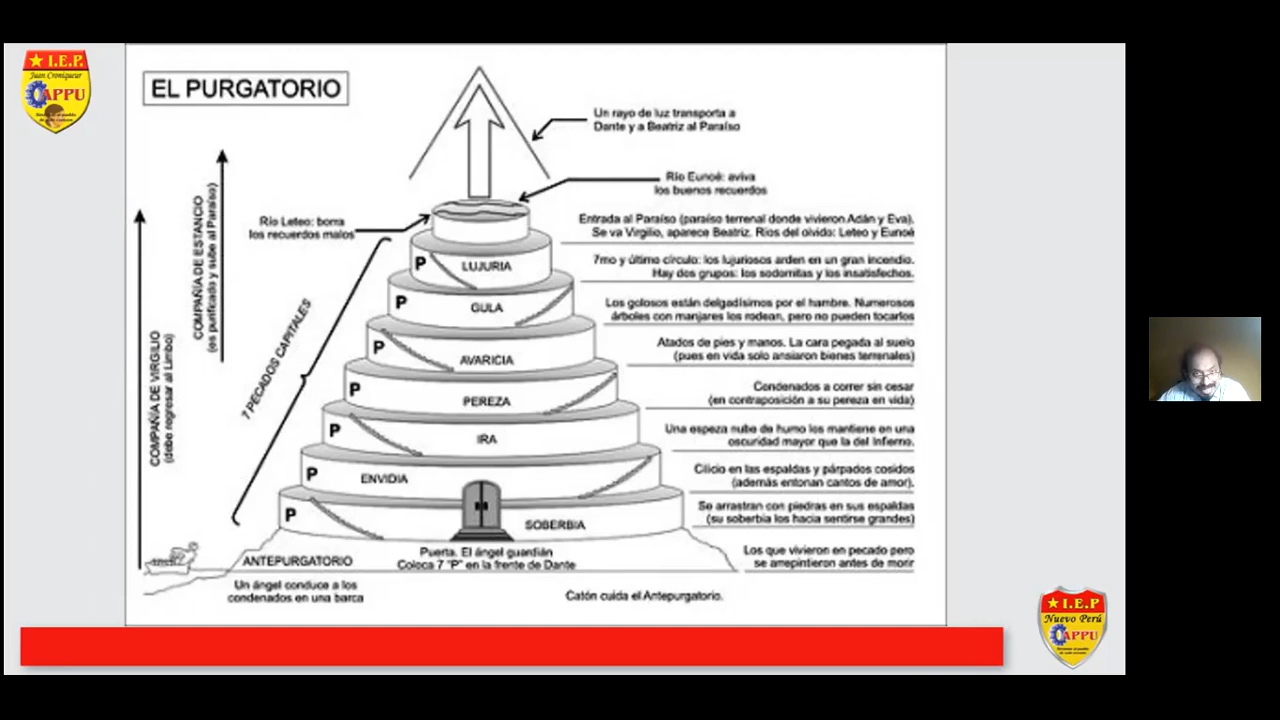 ★ I.E.P.
Juan Croniqueur
APPU
EL PURGATORIO
Un rayo de luz transporta a
Dante y a Beatriz al Paraíso
Río Eunoé: aviva
los buenos recuerdos
Río Leteo: borra
los recuerdos malos
Entrada al Paraíso (paraíso terrenal donde vivieron Adán y Eva).
Se va Virgilio, aparece Beatriz. Ríos del olvido: Leteo y Eunoé
COMPAÑÍA DE ESTANCIO
(es purificado y sube al Paraíso)
COMPAÑÍA DE VIRGILIO
(debe regresar al Limbo)
7 PECADOS CAPITALES
P
LUJURIA
7mo y último círculo: los lujuriosos arden en un gran incendio.
Hay dos grupos: los sodomitas y los insatisfechos.
P
GULA
Los golosos están delgadísimos por el hambre. Numerosos
árboles con manjares los rodean, pero no pueden tocarlos
P
AVARICIA
Atados de pies y manos. La cara pegada al suelo
(pues en vida solo ansiaron bienes terrenales)
P
PEREZA
Condenados a correr sin cesar
(en contraposición a su pereza en vida)
P
IRA
Una espeza nube de humo los mantiene en una
oscuridad mayor que la del Infierno.
P
ENVIDIA
Cilicio en las espaldas y párpados cosidos
(además entonan cantos de amor).
P
SOBERBIA
Se arrastran con piedras en sus espaldas
(su soberbia los hacía sentirse grandes)
ANTEPURGATORIO
Puerta. El ángel guardián
Coloca 7 "P" en la frente de Dante
Los que vivieron en pecado pero
se arrepintieron antes de morir
Un ángel conduce a los
condenados en una barca
Catón cuida el Antepurgatorio.
★ I.E.P
Nuevo Perú
APPU